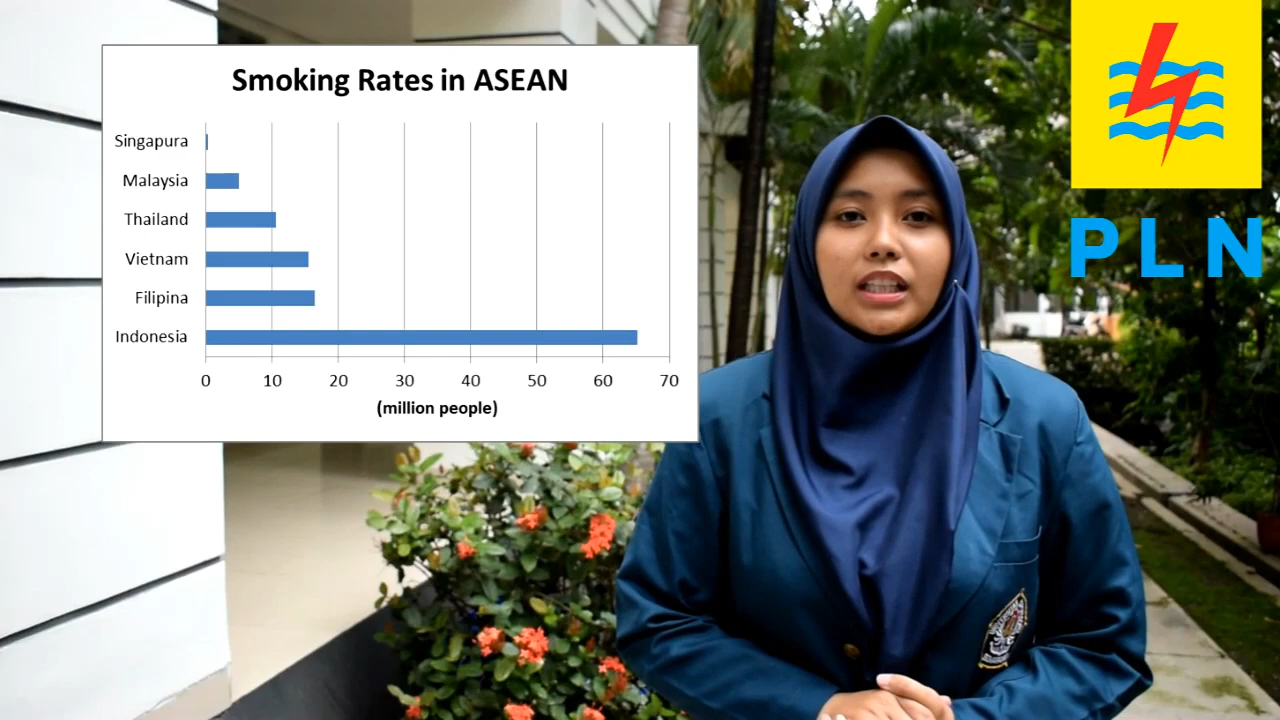 Smoking Rates in ASEAN
Singapura
Malaysia
Thailand
Vietnam
Filipina
Indonesia
0 10 20 30 40 50 60 70
(million people)
PLN